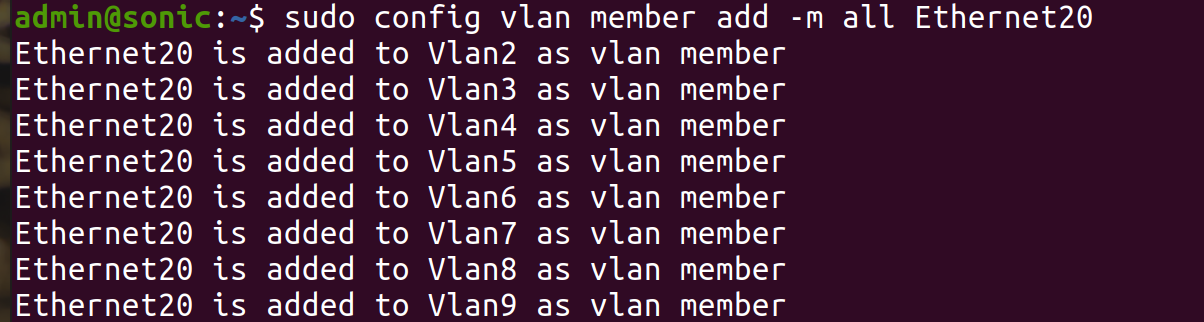 admin@sonic:~$ sudo config vlan member add -m all Ethernet20
Ethernet20 is added to Vlan2 as vlan member
Ethernet20 is added to Vlan3 as vlan member
Ethernet20 is added to Vlan4 as vlan member
Ethernet20 is added to Vlan5 as vlan member
Ethernet20 is added to Vlan6 as vlan member
Ethernet20 is added to Vlan7 as vlan member
Ethernet20 is added to Vlan8 as vlan member
Ethernet20 is added to Vlan9 as vlan member